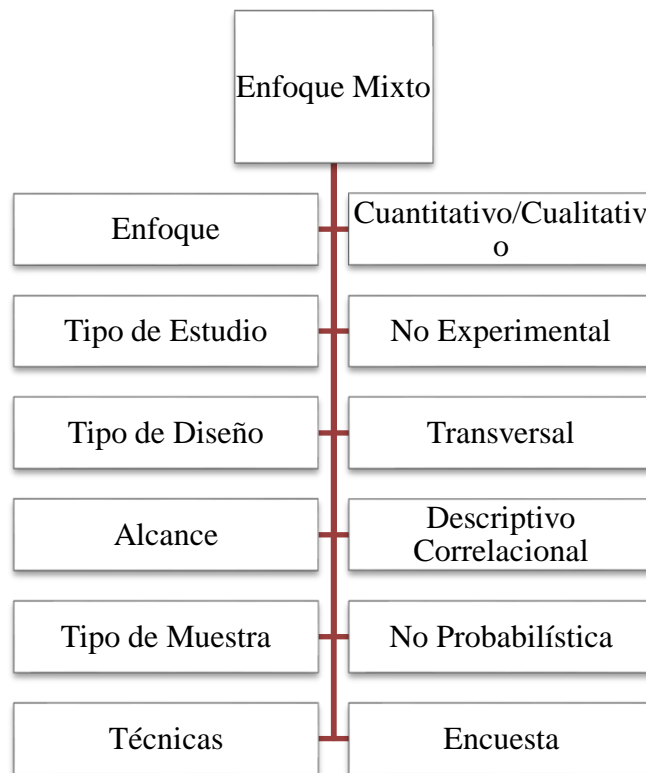 Enfoque Mixto
Enfoque
Cuantitativo/Cualitativ
o
Tipo de Estudio
No Experimental
Tipo de Diseño
Transversal
Alcance
Descriptivo
Correlacional
Tipo de Muestra
No Probabilística
Técnicas
Encuesta